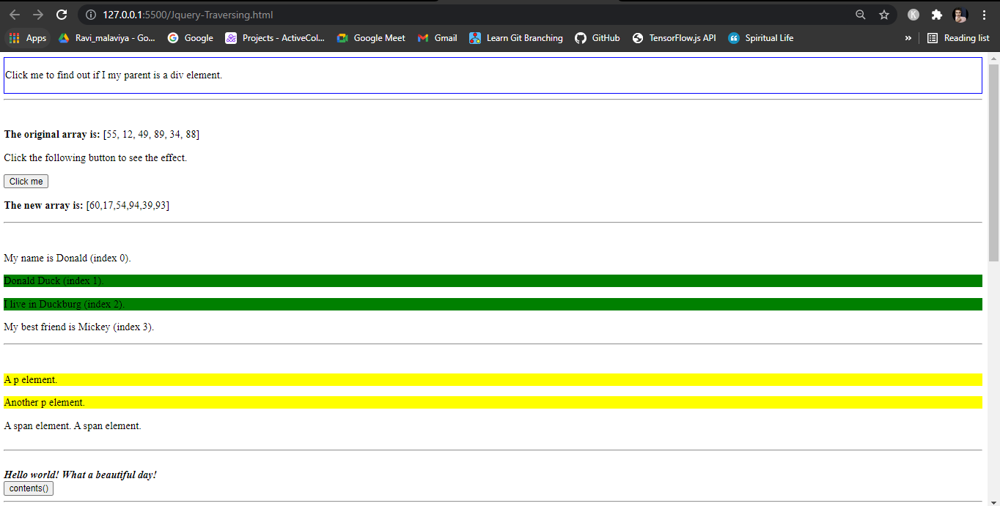 127.0.0.1:5500/Jquery-Traversing.html
K
Apps Ravi_malaviya - Go... Google Projects - ActiveCol... Google Meet Gmail Learn Git Branching GitHub TensorFlow.js API Spiritual Life » Reading list
Click me to find out if I my parent is a div element.
The original array is: [55, 12, 49, 89, 34, 88]
Click the following button to see the effect.
Click me
The new array is: [60,17,54,94,39,93]
My name is Donald (index 0).
Donald Duck (index 1).
I live in Duckburg (index 2).
My best friend is Mickey (index 3).
A p element.
Another p element.
A span element. A span element.
Hello world! What a beautiful day!
contents()